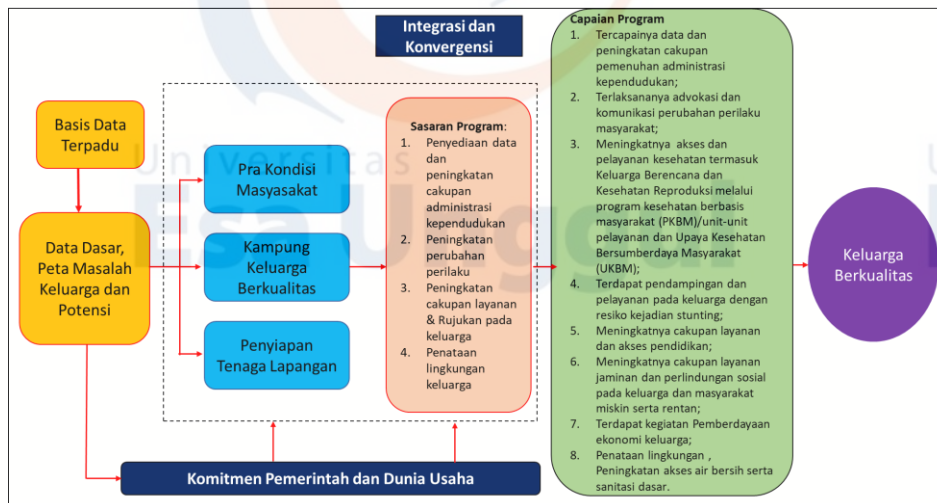 Integrasi dan
Konvergensi
Basis Data
Terpadu
Data Dasar,
Peta Masalah
Keluarga dan
Potensi
Pra Kondisi
Masyasakat
Kampung
Keluarga
Berkualitas
Penyiapan
Tenaga Lapangan
Sasaran Program:
1. Penyediaan data
dan
peningkatan
cakupan
administrasi
kependudukan
2. Peningkatan
perubahan
perilaku
3. Peningkatan
cakupan layanan
& Rujukan pada
keluarga
4. Penataan
lingkungan
keluarga
Capaian Program
1. Tercapainya data dan
peningkatan cakupan
pemenuhan administrasi
kependudukan;
2. Terlaksananya advokasi dan
komunikasi perubahan perilaku
masyarakat;
3. Meningkatnya akses dan
pelayanan kesehatan termasuk
Keluarga Berencana dan
Kesehatan Reproduksi melalui
program kesehatan berbasis
masyarakat (PKBM)/unit-unit
pelayanan dan Upaya Kesehatan
Bersumberdaya Masyarakat
(UKBM);
4. Terdapat pendampingan dan
pelayanan pada keluarga dengan
resiko kejadian stunting;
5. Meningkatnya cakupan layanan
dan akses pendidikan;
6. Meningkatnya cakupan layanan
jaminan dan perlindungan sosial
pada keluarga dan masyarakat
miskin serta rentan;
7. Terdapat kegiatan Pemberdayaan
ekonomi keluarga;
8. Penataan lingkungan ,
Peningkatan akses air bersih serta
sanitasi dasar.
Keluarga
Berkualitas
Komitmen Pemerintah dan Dunia Usaha
Universitas
Esa Unggul